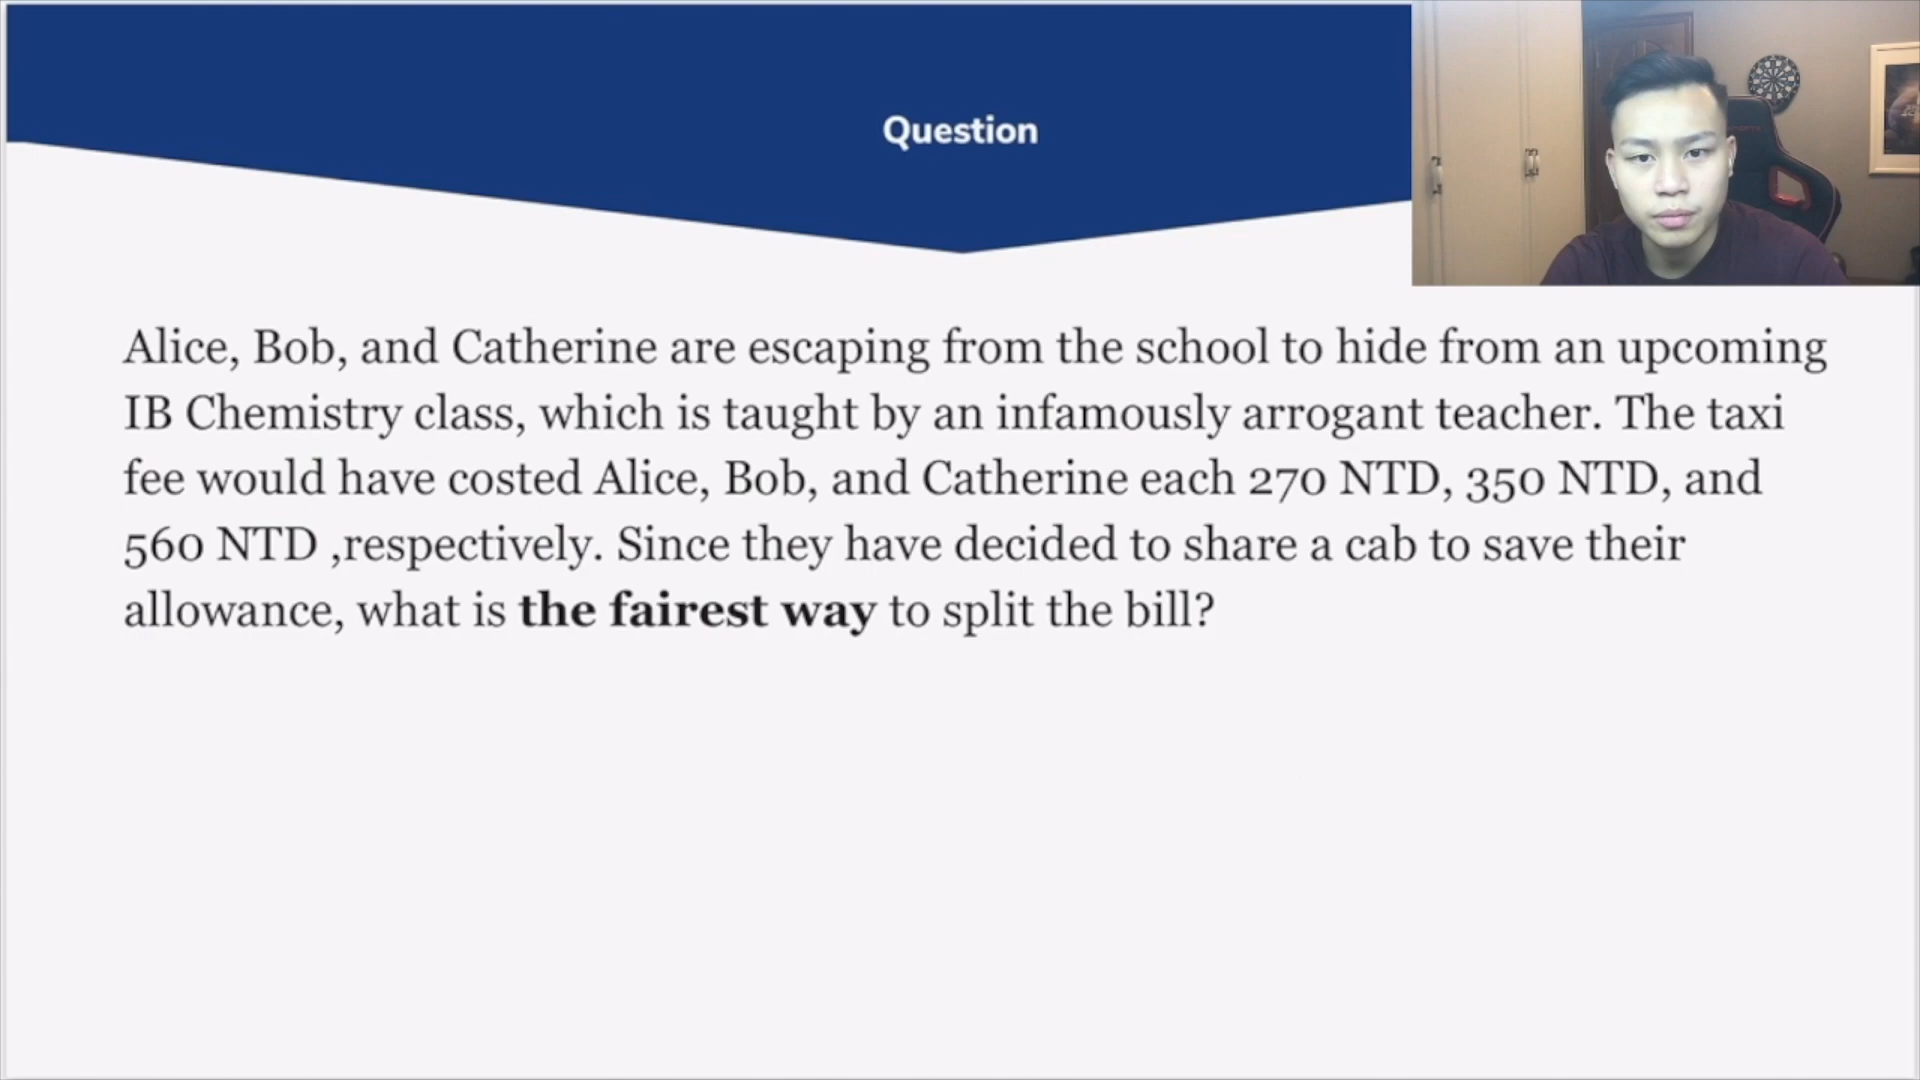 Question
Alice, Bob, and Catherine are escaping from the school to hide from an upcoming
IB Chemistry class, which is taught by an infamously arrogant teacher. The taxi
fee would have costed Alice, Bob, and Catherine each 270 NTD, 350 NTD, and
560 NTD ,respectively. Since they have decided to share a cab to save their
allowance, what is the fairest way to split the bill?